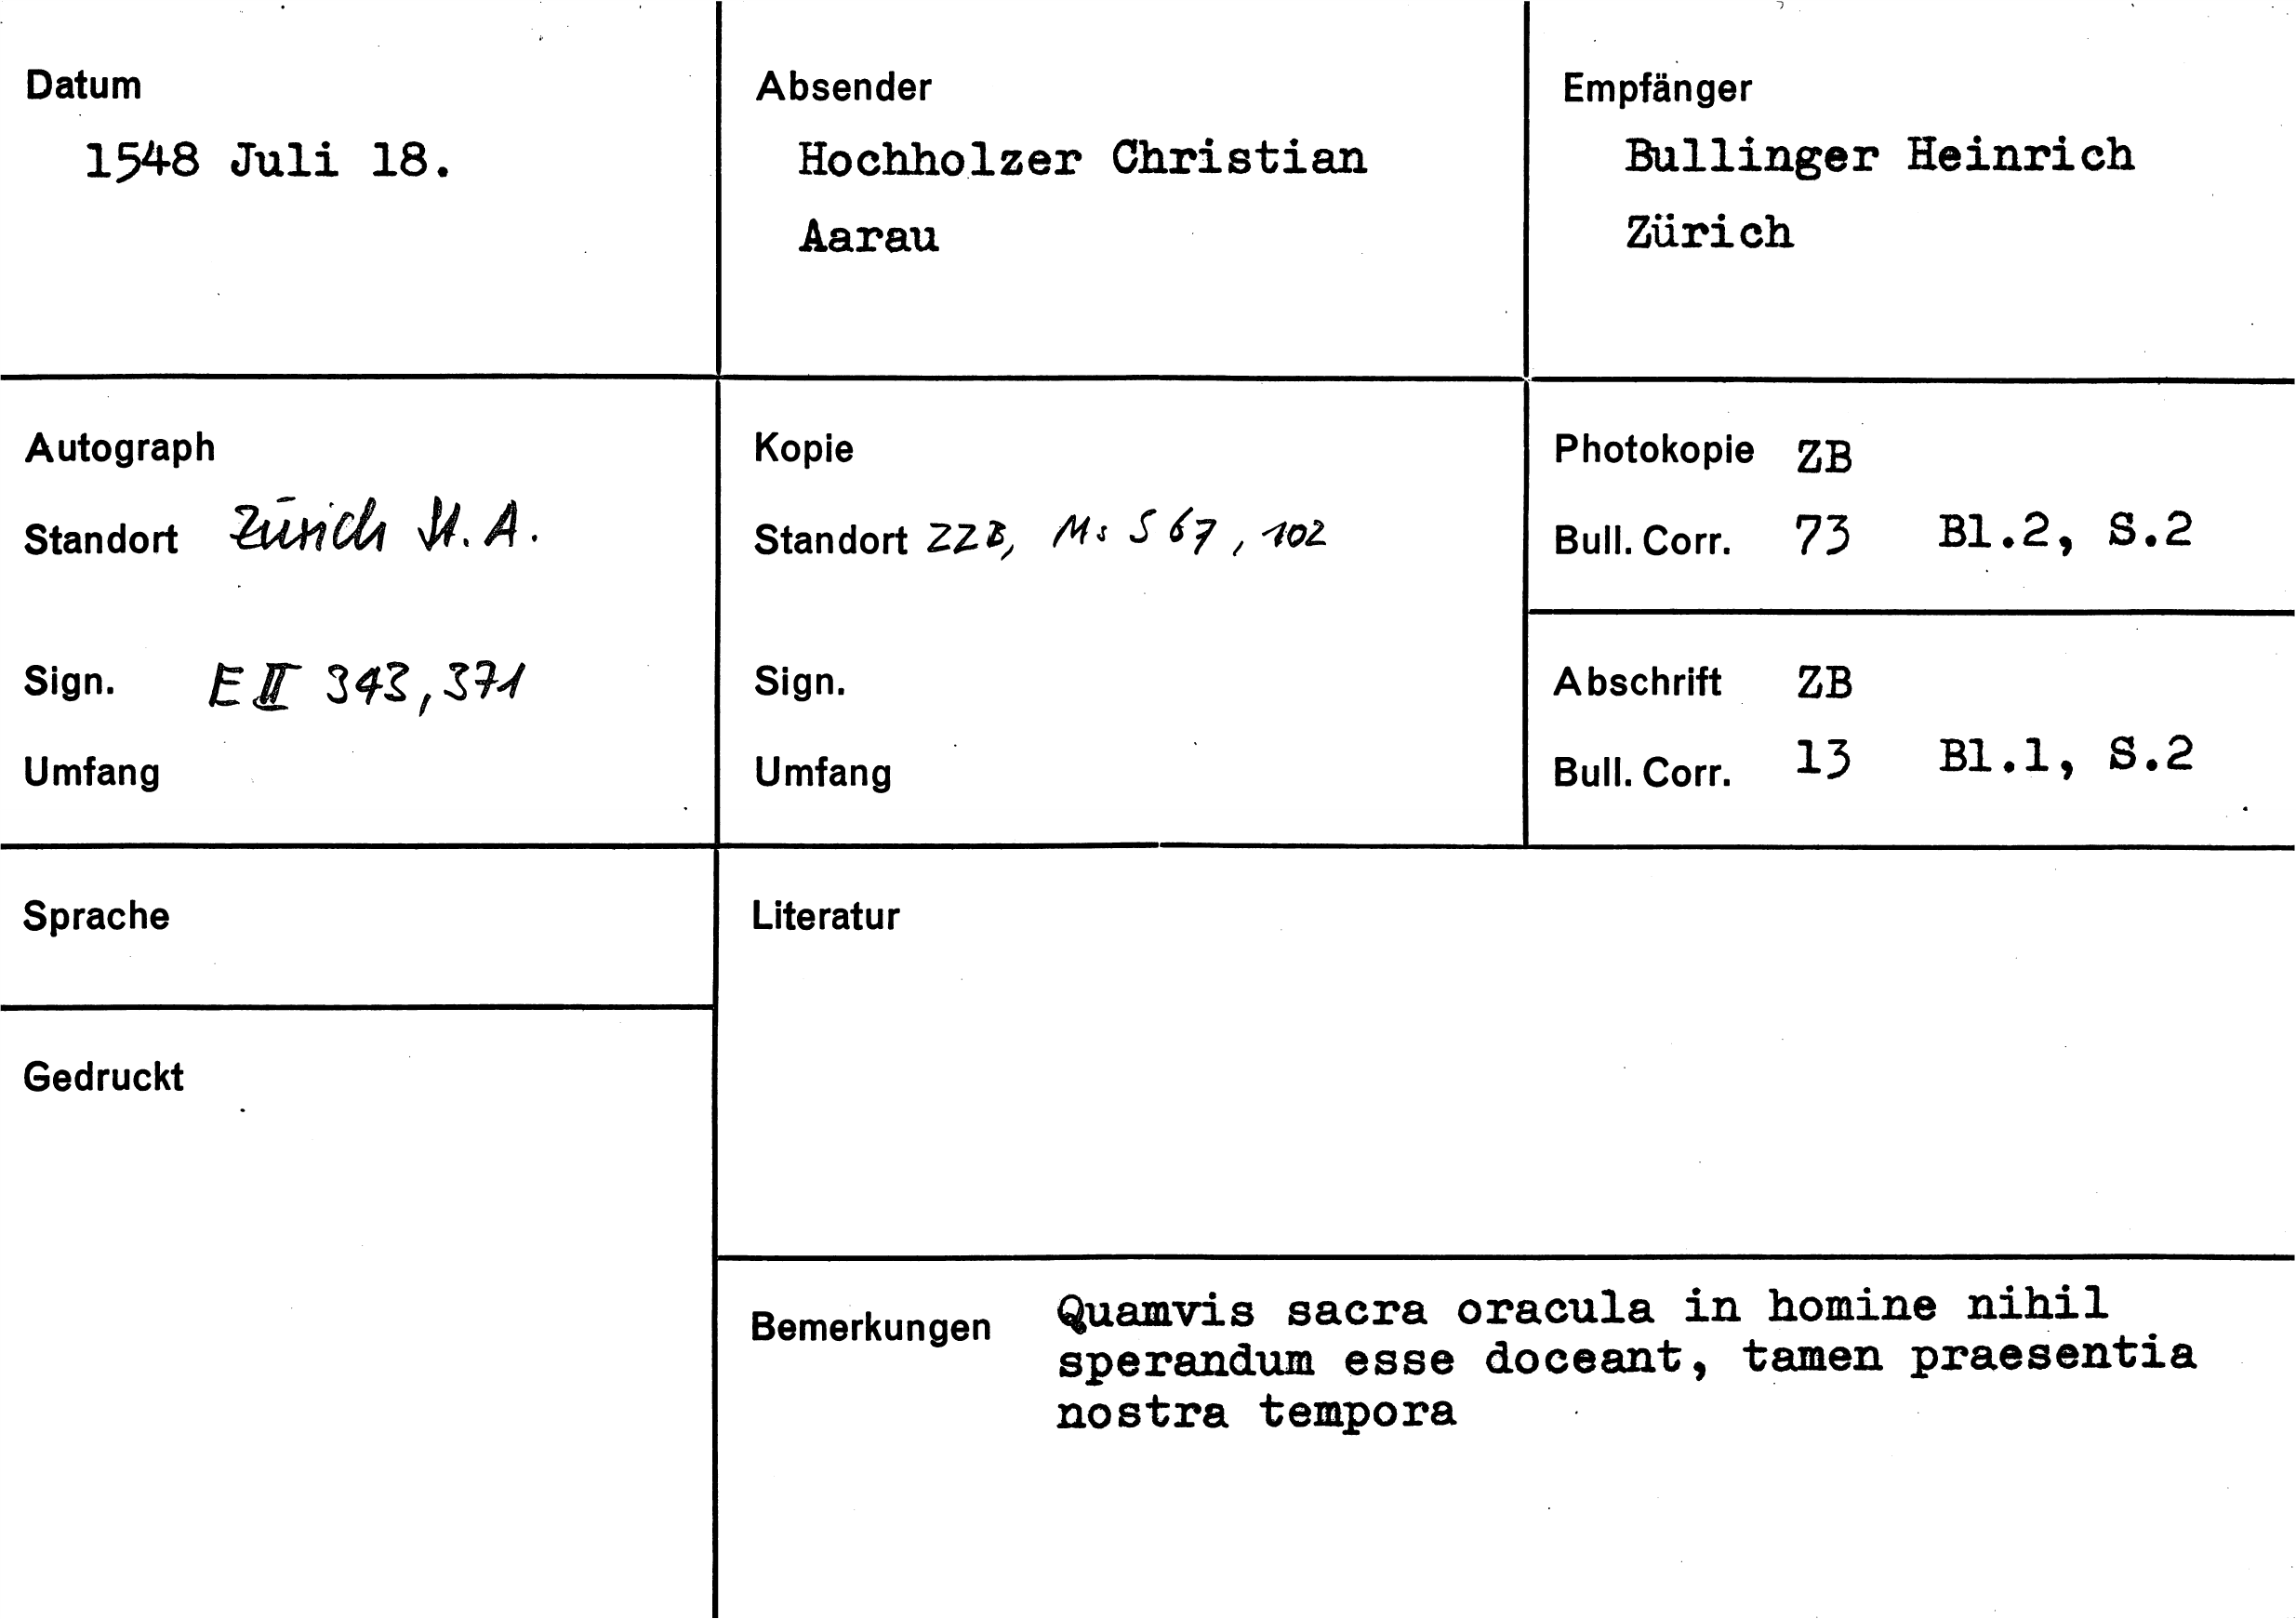 Datum
1548 Juli 18.
Absender
Hochholzer Christian
Aarau
Empfänger
Bullinger Heinrich
Zürich
Autograph
Standort Zürich St. A.
Sign. E II 343, 371
Umfang
Kopie
Standort ZZB, Ms S 67, 102
Sign.
Umfang
Photokopie ZB
Bull. Corr. 73 Bl.2, S.2
Abschrift ZB
Bull. Corr. 13 Bl.1, S.2
Sprache
Literatur
Gedruckt
Bemerkungen Quamvis sacra oracula in homine nihil
sperandum esse doceant, tamen praesentia
nostra tempora